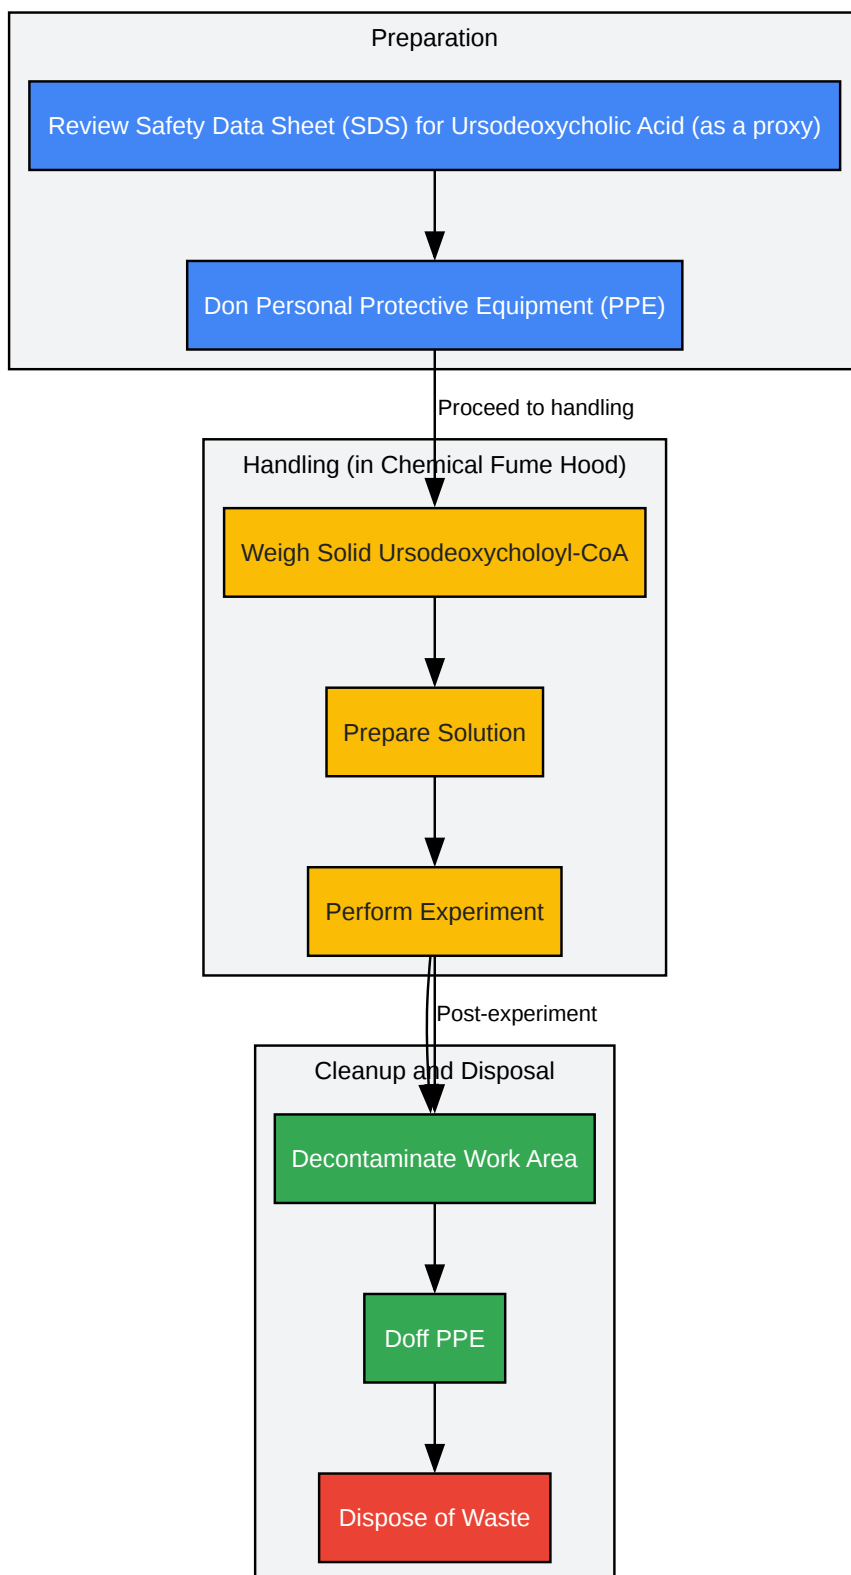 Preparation
Review Safety Data Sheet (SDS) for Ursodeoxycholic Acid (as a proxy)
Don Personal Protective Equipment (PPE)
Proceed to handling
Handling (in Chemical Fume Hood)
Weigh Solid Ursodeoxycholoyl-CoA
Prepare Solution
Perform Experiment
Post-experiment
Cleanup and Disposal
Decontaminate Work Area
Doff PPE
Dispose of Waste